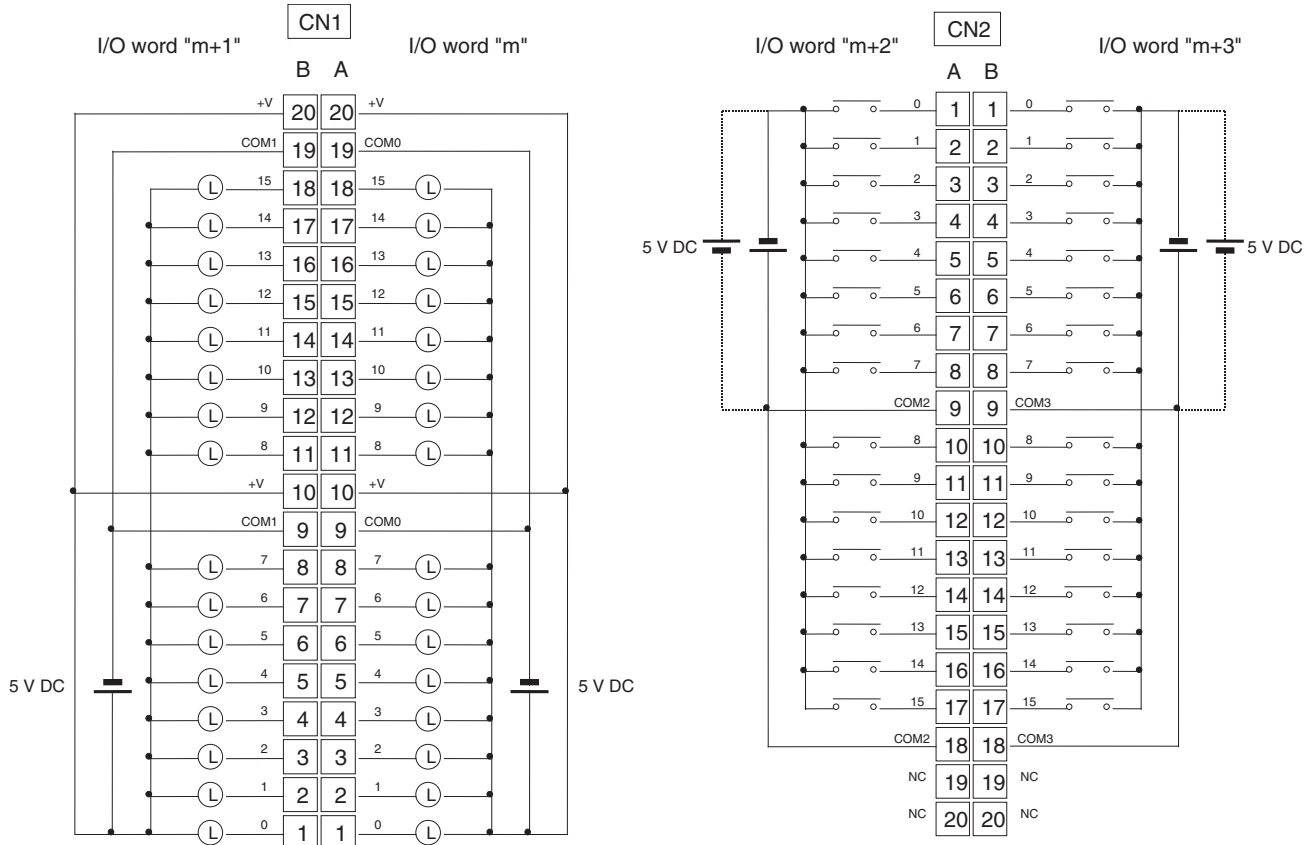 CN1
I/O word "m+1" I/O word "m"
B A
+V 20 20 +V
COM1 19 19 COM0
L 15 18 18 15 L
L 14 17 17 14 L
L 13 16 16 13 L
L 12 15 15 12 L
L 11 14 14 11 L
L 10 13 13 10 L
L 9 12 12 9 L
L 8 11 11 8 L
+V 10 10 +V
COM1 9 9 COM0
L 7 8 8 7 L
L 6 7 7 6 L
L 5 6 6 5 L
5 V DC L 4 5 5 4 L 5 V DC
L 3 4 4 3 L
L 2 3 3 2 L
L 1 2 2 1 L
L 0 1 1 0 L
CN2
I/O word "m+2" I/O word "m+3"
A B
0 1 1 0
1 2 2 1
2 3 3 2
3 4 4 3
5 V DC 4 5 5 4 5 V DC
5 6 6 5
6 7 7 6
7 8 8 7
COM2 9 9 COM3
8 10 10 8
9 11 11 9
10 12 12 10
11 13 13 11
12 14 14 12
13 15 15 13
14 16 16 14
15 17 17 15
COM2 18 18 COM3
NC 19 19 NC
NC 20 20 NC